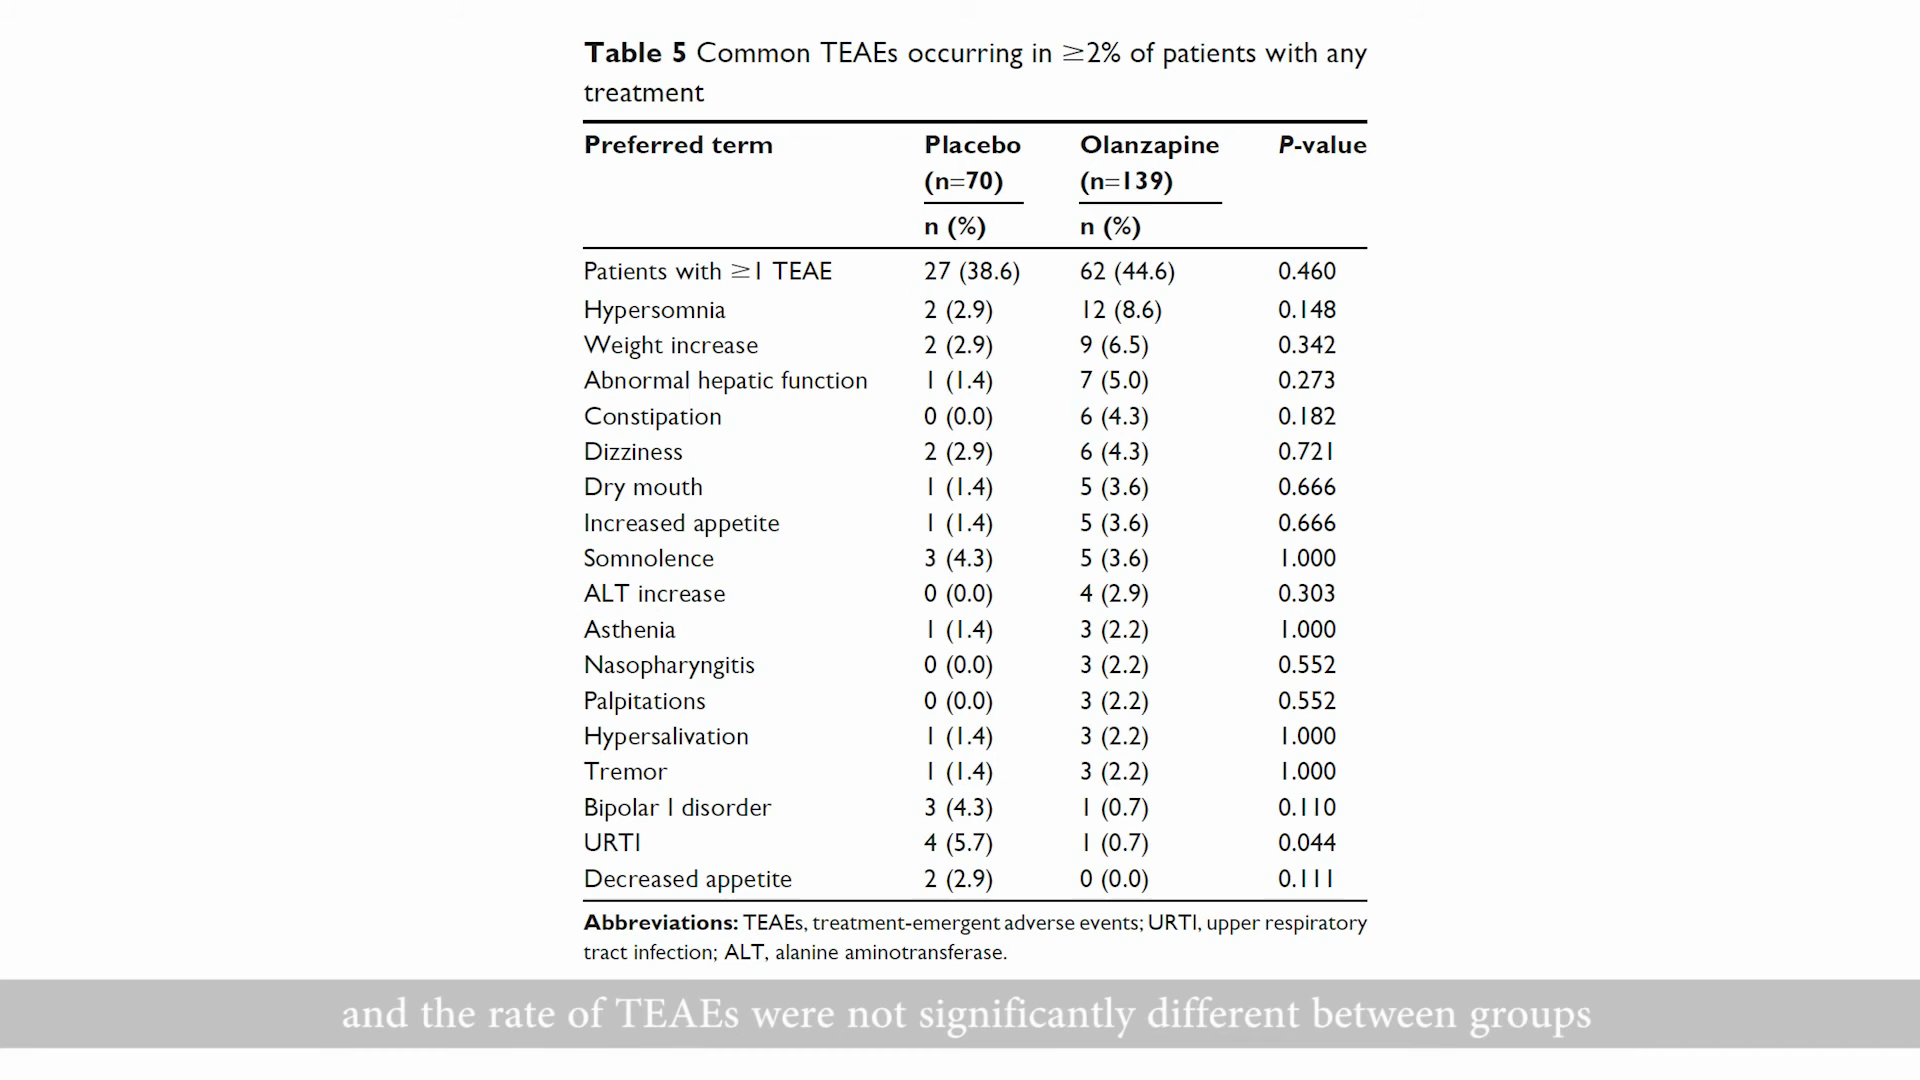 Table 5 Common TEAEs occurring in ≥2% of patients with any
treatment
Preferred term Placebo Olanzapine P-value
(n=70) (n=139)
n (%) n (%)
Patients with ≥1 TEAE 27 (38.6) 62 (44.6) 0.460
Hypersomnia 2 (2.9) 12 (8.6) 0.148
Weight increase 2 (2.9) 9 (6.5) 0.342
Abnormal hepatic function 1 (1.4) 7 (5.0) 0.273
Constipation 0 (0.0) 6 (4.3) 0.182
Dizziness 2 (2.9) 6 (4.3) 0.721
Dry mouth 1 (1.4) 5 (3.6) 0.666
Increased appetite 1 (1.4) 5 (3.6) 0.666
Somnolence 3 (4.3) 5 (3.6) 1.000
ALT increase 0 (0.0) 4 (2.9) 0.303
Asthenia 1 (1.4) 3 (2.2) 1.000
Nasopharyngitis 0 (0.0) 3 (2.2) 0.552
Palpitations 0 (0.0) 3 (2.2) 0.552
Hypersalivation 1 (1.4) 3 (2.2) 1.000
Tremor 1 (1.4) 3 (2.2) 1.000
Bipolar I disorder 3 (4.3) 1 (0.7) 0.110
URTI 4 (5.7) 1 (0.7) 0.044
Decreased appetite 2 (2.9) 0 (0.0) 0.111
Abbreviations: TEAEs, treatment-emergent adverse events; URTI, upper respiratory
tract infection; ALT, alanine aminotransferase.
and the rate of TEAEs were not significantly different between groups